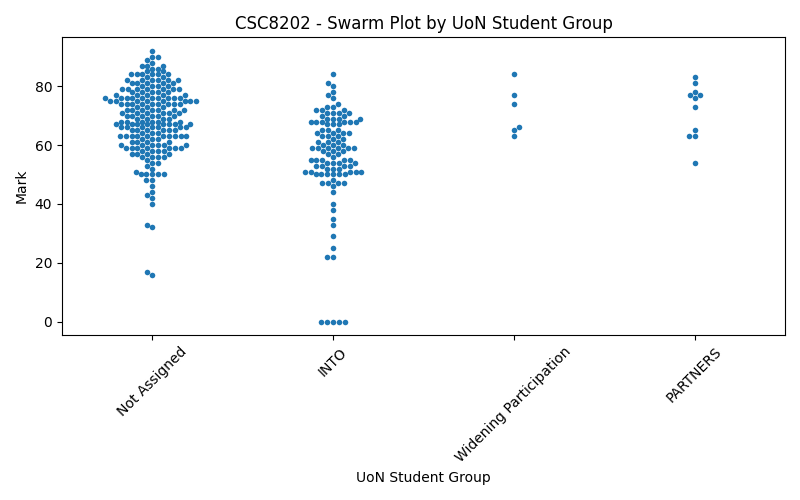 CSC8202 - Swarm Plot by UoN Student Group
Mark
80
60
40
20
0
Not Assigned
INTO
Widening Participation
PARTNERS
UoN Student Group